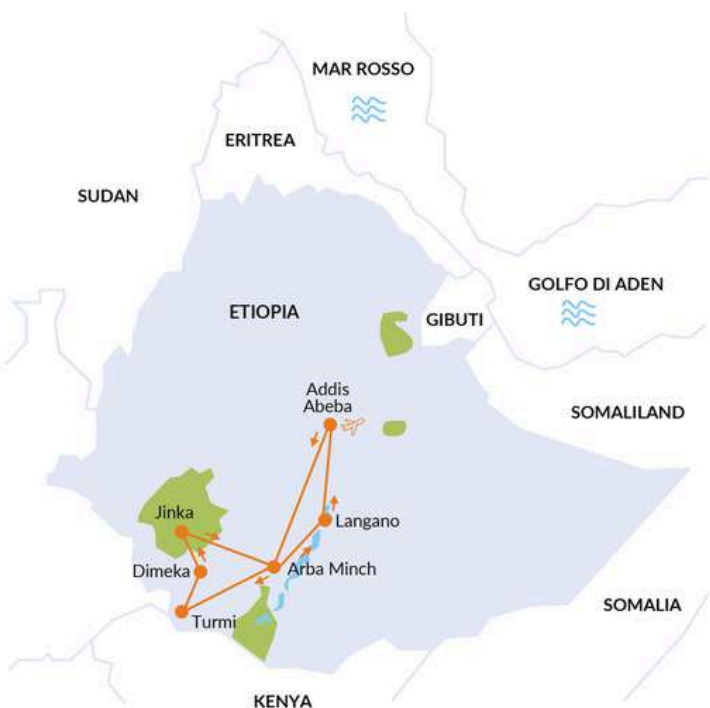 MAR ROSSO
ERITREA
SUDAN
GOLFO DI ADEN
ETIOPIA
GIBUTI
Addis
Abeba
SOMALILAND
Jinka
Langano
Dimeka
Arba Minch
SOMALIA
Turmi
KENYA